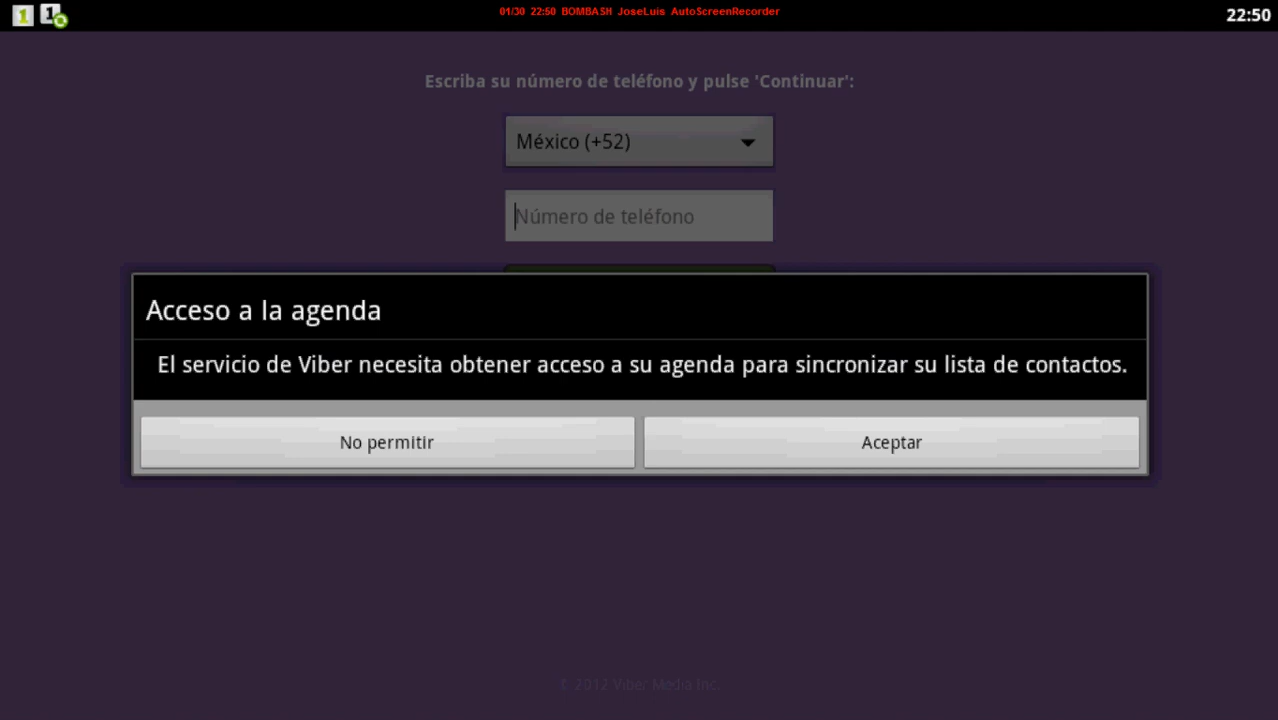 1 1 01/30 22:50 BOMBASH JoseLuis AutoScreenRecorder 22:50
Escriba su número de teléfono y pulse 'Continuar':
México (+52)
Número de teléfono
Acceso a la agenda
El servicio de Viber necesita obtener acceso a su agenda para sincronizar su lista de contactos.
No permitir Aceptar
© 2012 Viber Media Inc.